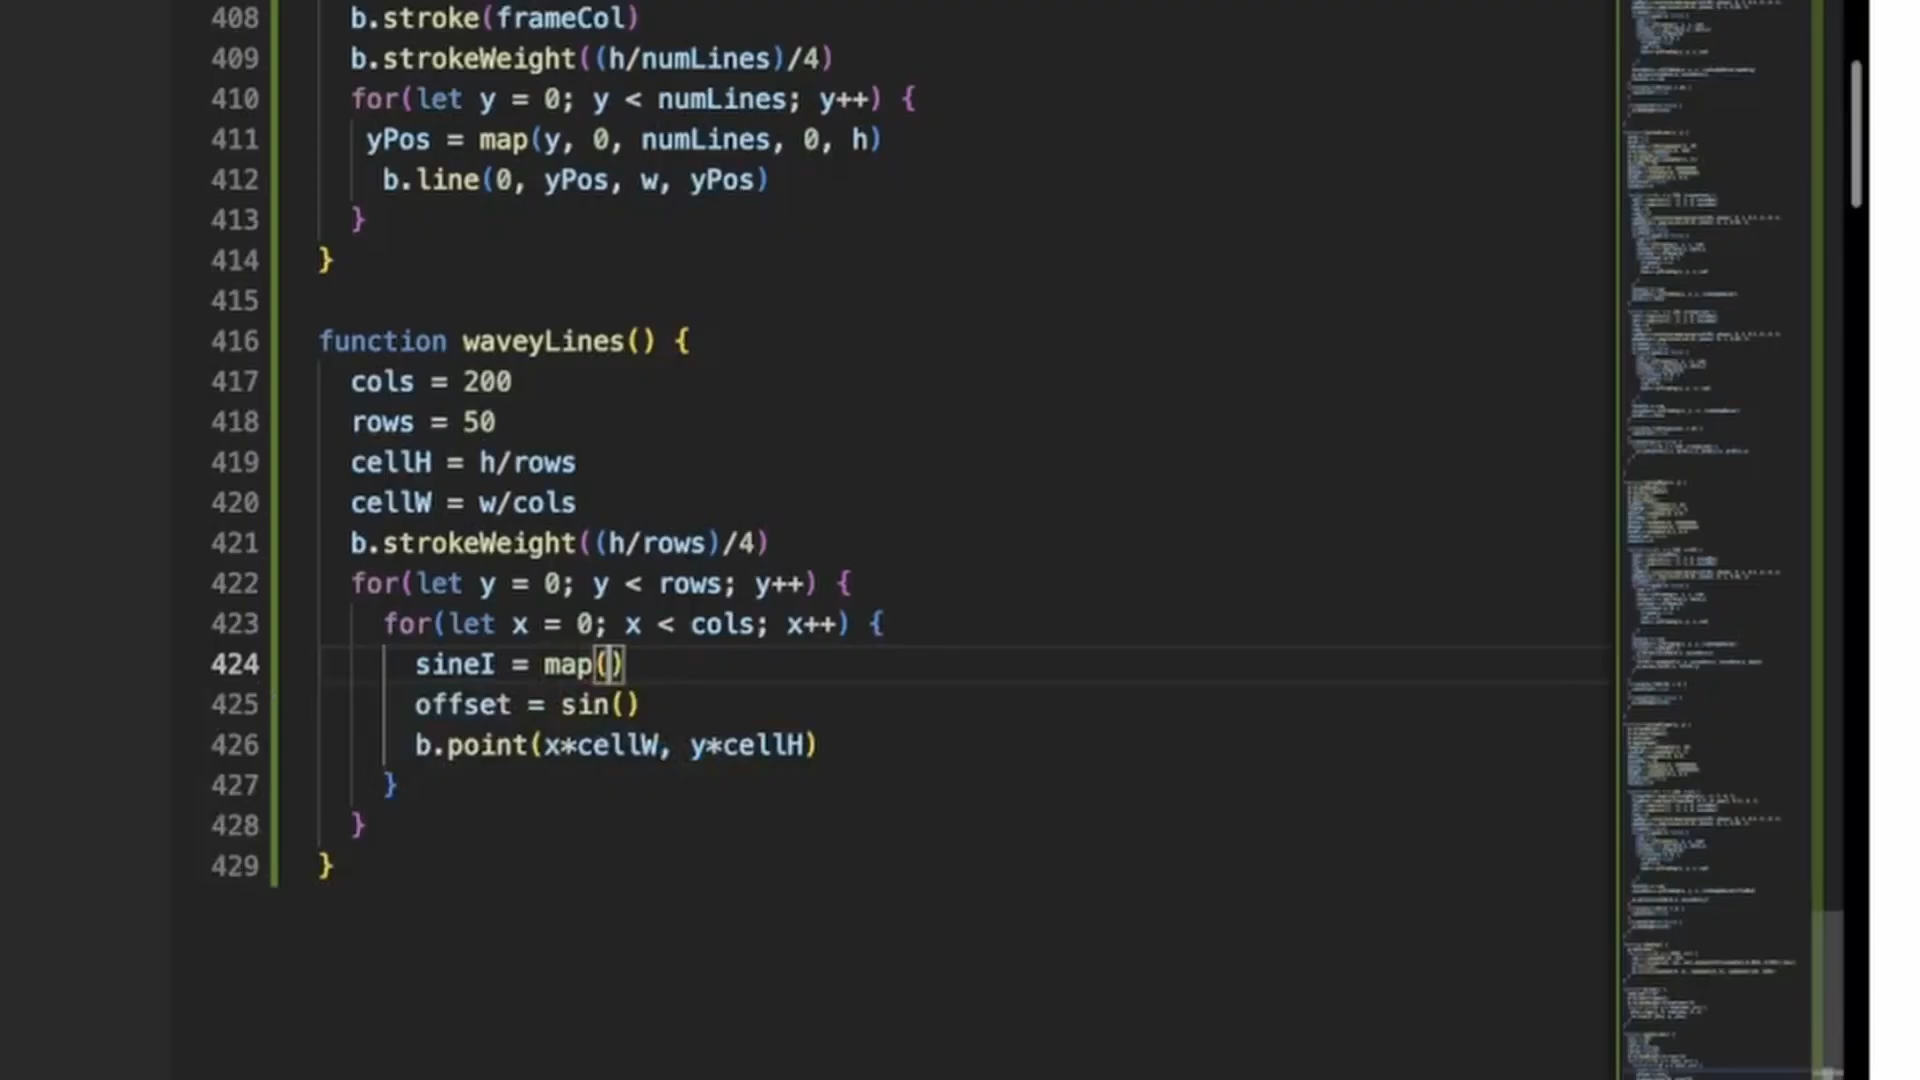 408 b.stroke(frameCol)
409 b.strokeWeight((h/numLines)/4)
410 for(let y = 0; y < numLines; y++) {
411 yPos = map(y, 0, numLines, 0, h)
412 b.line(0, yPos, w, yPos)
413 }
414 }
415
416 function waveyLines() {
417 cols = 200
418 rows = 50
419 cellH = h/rows
420 cellW = w/cols
421 b.strokeWeight((h/rows)/4)
422 for(let y = 0; y < rows; y++) {
423 for(let x = 0; x < cols; x++) {
424 sineI = map()
425 offset = sin()
426 b.point(x*cellW, y*cellH)
427 }
428 }
429 }